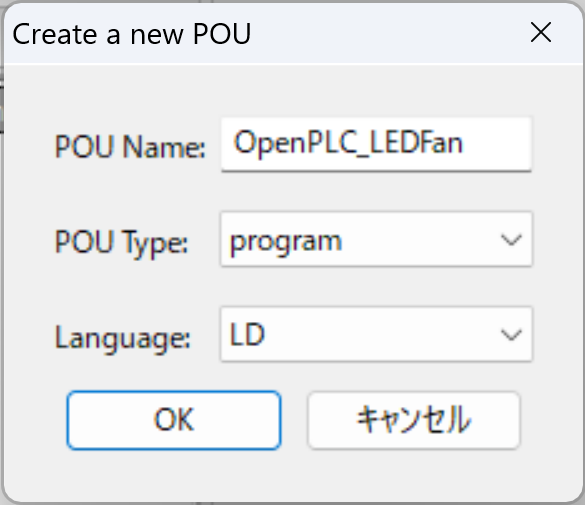 Create a new POU
POU Name: OpenPLC_LEDFan
POU Type: program
Language: LD
OK キャンセル